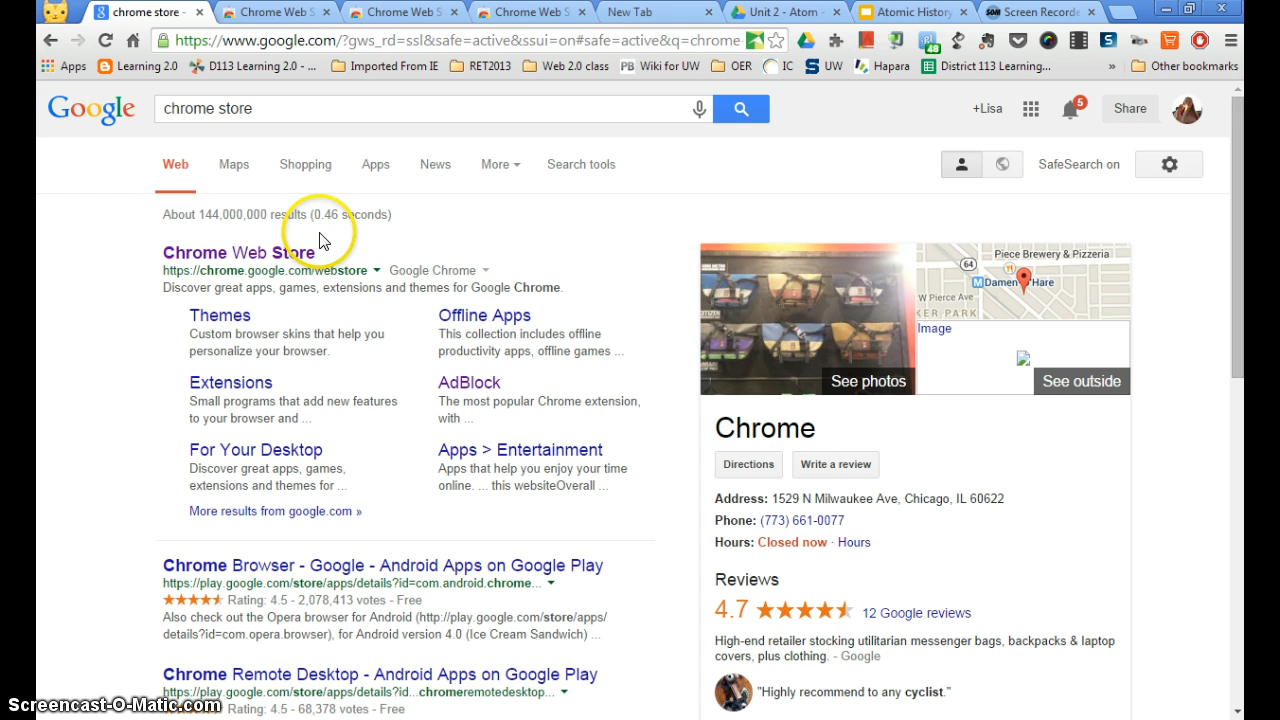 chrome store -
Chrome Web S
Chrome Web S
Chrome Web S
New Tab
Unit 2 - Atom -
Atomic History
Screen Recorde
https://www.google.com/?gws_rd=ssl&safe=active&ssui=on#safe=active&q=chrome
48
Apps
Learning 2.0
D113 Learning 2.0 - ...
Imported From IE
RET2013
Web 2.0 class
PB Wiki for UW
OER
IC
UW
Hapara
District 113 Learning...
»
Other bookmarks
Google
chrome store
+Lisa
5
Share
Web
Maps
Shopping
Apps
News
More
Search tools
SafeSearch on
About 144,000,000 results (0.46 seconds)
Chrome Web Store
https://chrome.google.com/webstore
Google Chrome
Discover great apps, games, extensions and themes for Google Chrome.
Themes
Custom browser skins that help you
personalize your browser.
Offline Apps
This collection includes offline
productivity apps, offline games ...
Extensions
Small programs that add new features
to your browser and ...
AdBlock
The most popular Chrome extension,
with ...
For Your Desktop
Discover great apps, games,
extensions and themes for ...
Apps > Entertainment
Apps that help you enjoy your time
online. ... this websiteOverall ...
More results from google.com »
Chrome Browser - Google - Android Apps on Google Play
https://play.google.com/store/apps/details?id=com.android.chrome...
Rating: 4.5 - 2,078,413 votes - Free
Also check out the Opera browser for Android (http://play.google.com/store/apps/
details?id=com.opera.browser), for Android version 4.0 (Ice Cream Sandwich) ...
Chrome Remote Desktop - Android Apps on Google Play
https://play.google.com/store/apps/details?id...chromeremotedesktop...
Rating: 4.5 - 68,378 votes - Free
See photos
Piece Brewery & Pizzeria
64
M Damen O'Hare
W Pierce Ave
KER PARK
Image
See outside
Chrome
Directions
Write a review
Address: 1529 N Milwaukee Ave, Chicago, IL 60622
Phone: (773) 661-0077
Hours: Closed now · Hours
Reviews
4.7
12 Google reviews
High-end retailer stocking utilitarian messenger bags, backpacks & laptop
covers, plus clothing. - Google
"Highly recommend to any cyclist."
Screencast-O-Matic.com